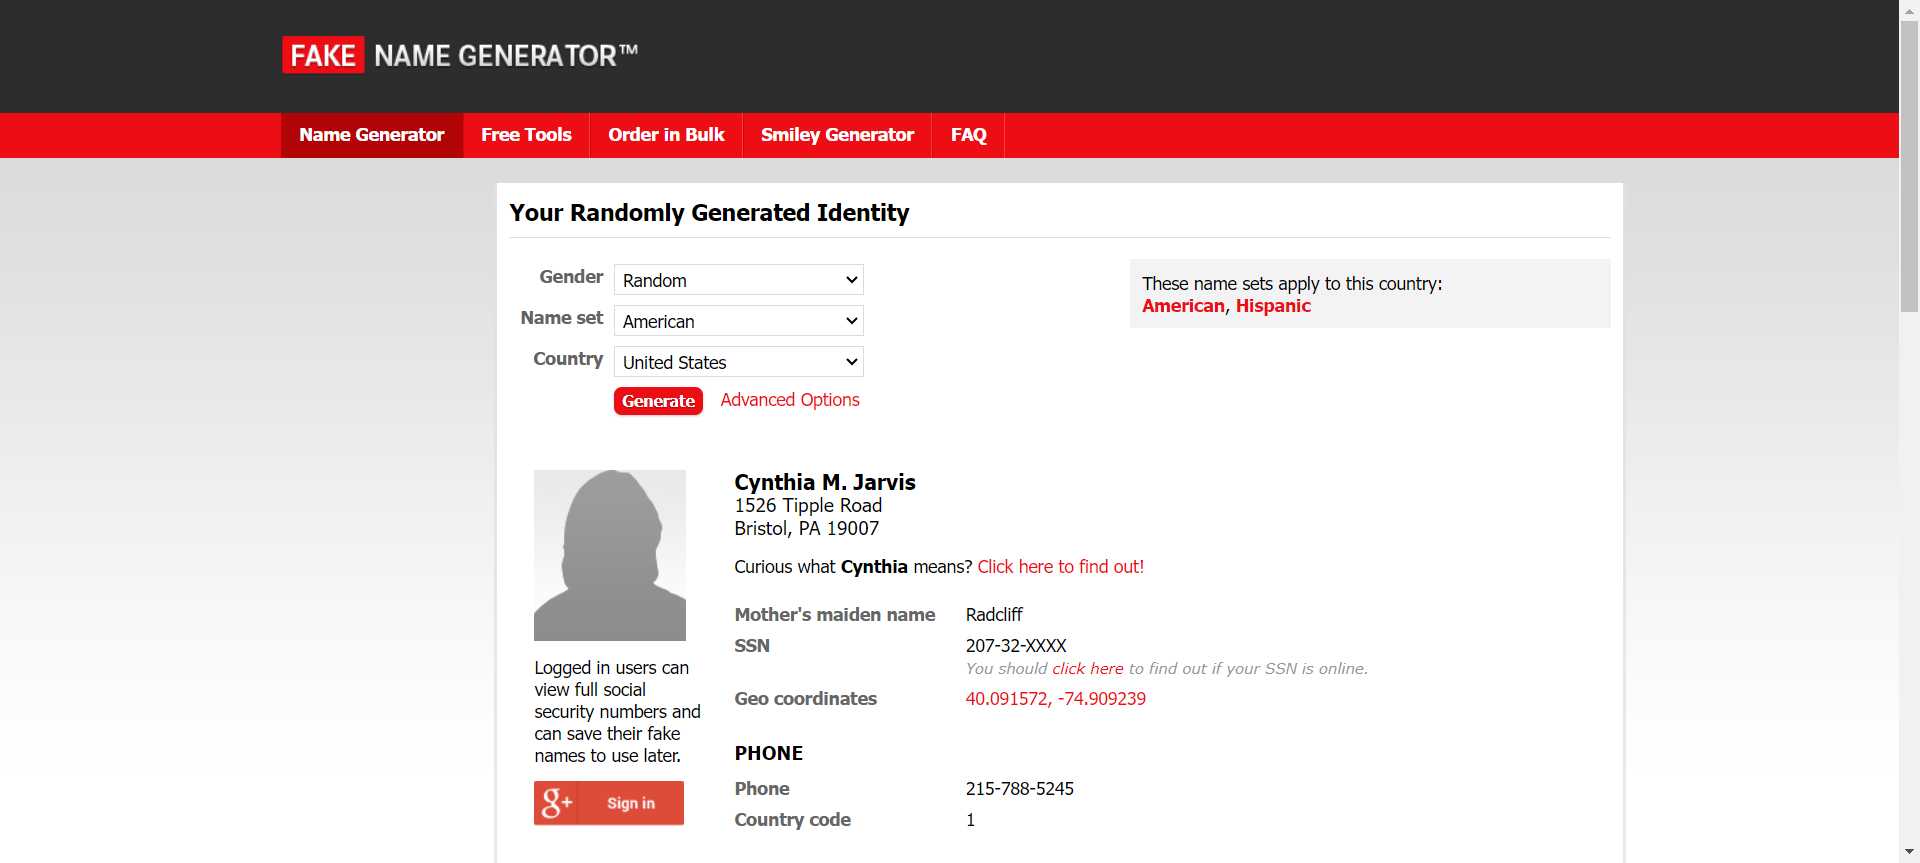 FAKE NAME GENERATOR™
Name Generator Free Tools Order in Bulk Smiley Generator FAQ
Your Randomly Generated Identity
Gender Random
Name set American
Country United States
Generate Advanced Options
These name sets apply to this country:
American, Hispanic
Cynthia M. Jarvis
1526 Tipple Road
Bristol, PA 19007
Curious what Cynthia means? Click here to find out!
Mother's maiden name Radcliff
SSN 207-32-XXXX
You should click here to find out if your SSN is online.
Geo coordinates 40.091572, -74.909239
Logged in users can
view full social
security numbers and
can save their fake
names to use later.
g+ Sign in
PHONE
Phone 215-788-5245
Country code 1